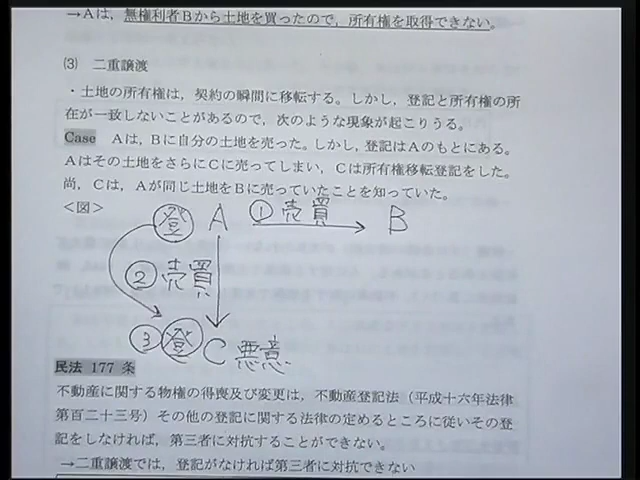 →Aは，無権利者Bから土地を買ったので，所有権を取得できない。
⑶　二重譲渡
・土地の所有権は，契約の瞬間に移転する。しかし，登記と所有権の所
在が一致しないことがあるので，次のような現象が起こりうる。
Case　Aは，Bに自分の土地を売った。しかし，登記はAのもとにある。
Aはその土地をさらにCに売ってしまい，Cは所有権移転登記をした。
尚，Cは，Aが同じ土地をBに売っていたことを知っていた。
＜図＞
登 A ①売買 B
②売買
③登 C 悪意
民法 177 条
不動産に関する物権の得喪及び変更は，不動産登記法（平成十六年法律
第百二十三号）その他の登記に関する法律の定めるところに従いその登
記をしなければ，第三者に対抗することができない。
→二重譲渡では，登記がなければ第三者に対抗できない